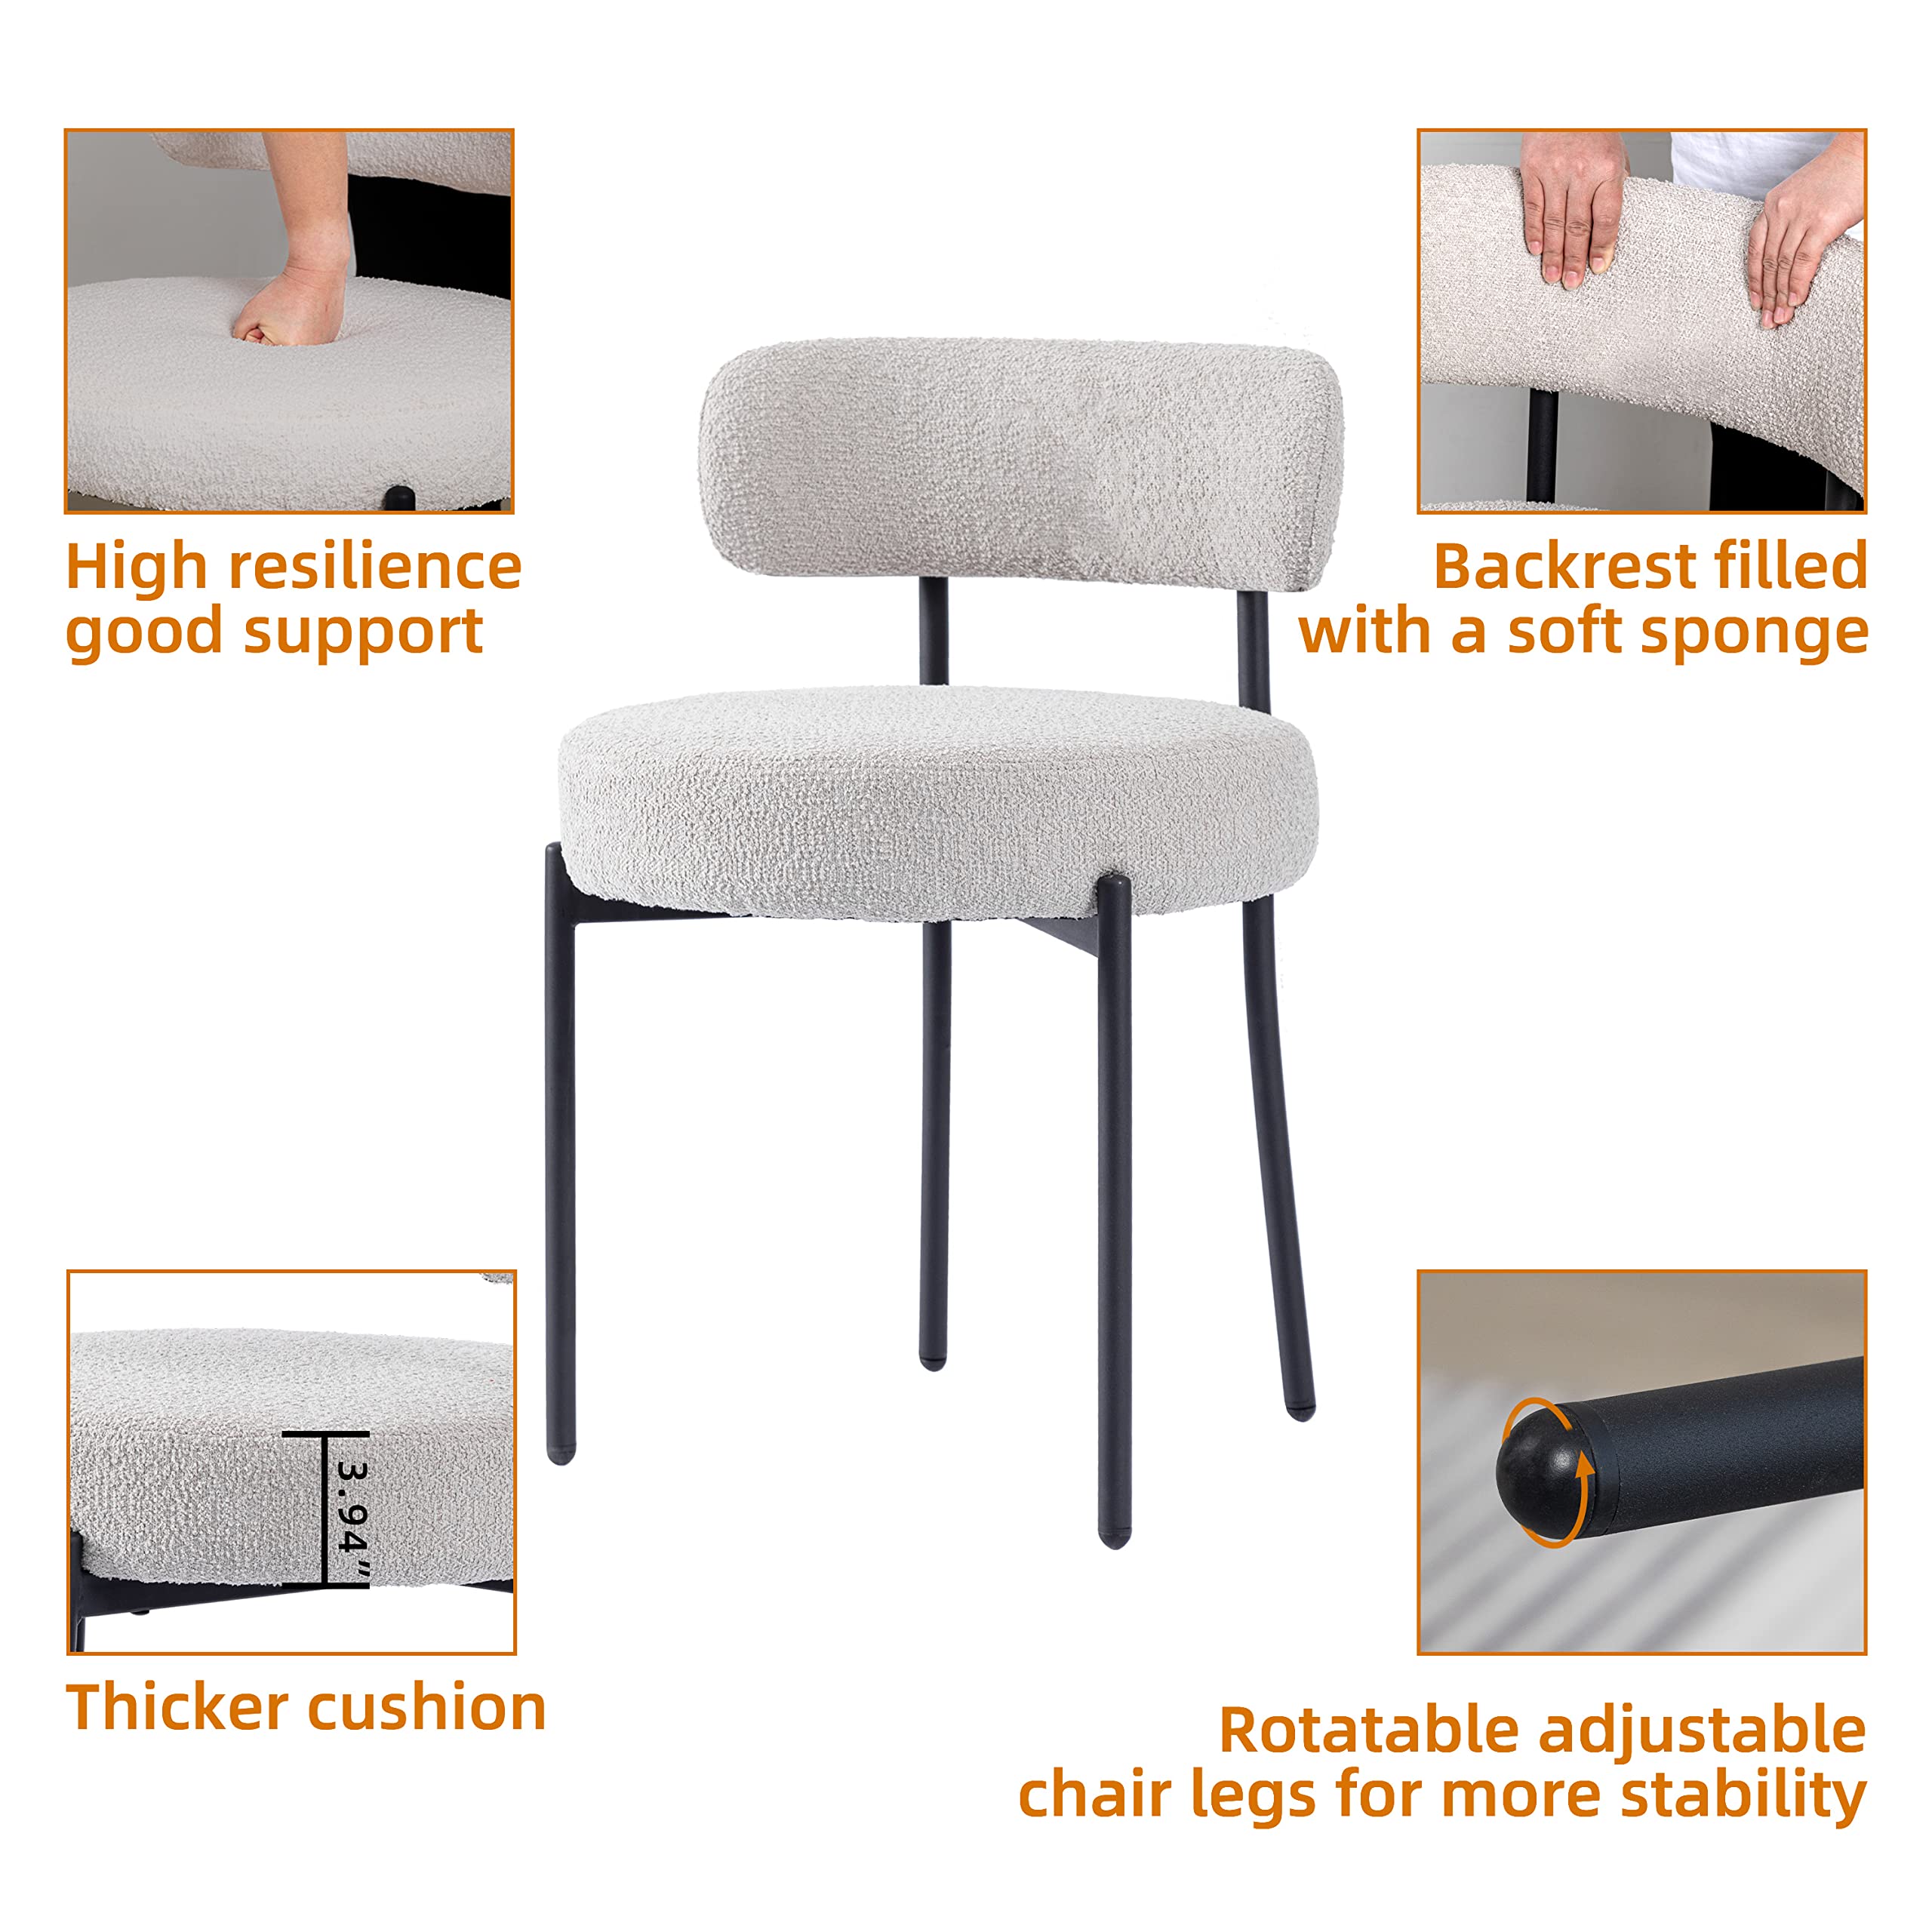 High resilience
good support
Backrest filled
with a soft sponge
3.94"
Thicker cushion
Rotatable adjustable
chair legs for more stability